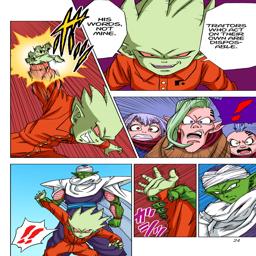 HIS
WORDS,
NOT
MINE.
TRAITORS
WHO ACT
ON THEIR
OWN ARE
DISPOS-
ABLE.
!
!!
24